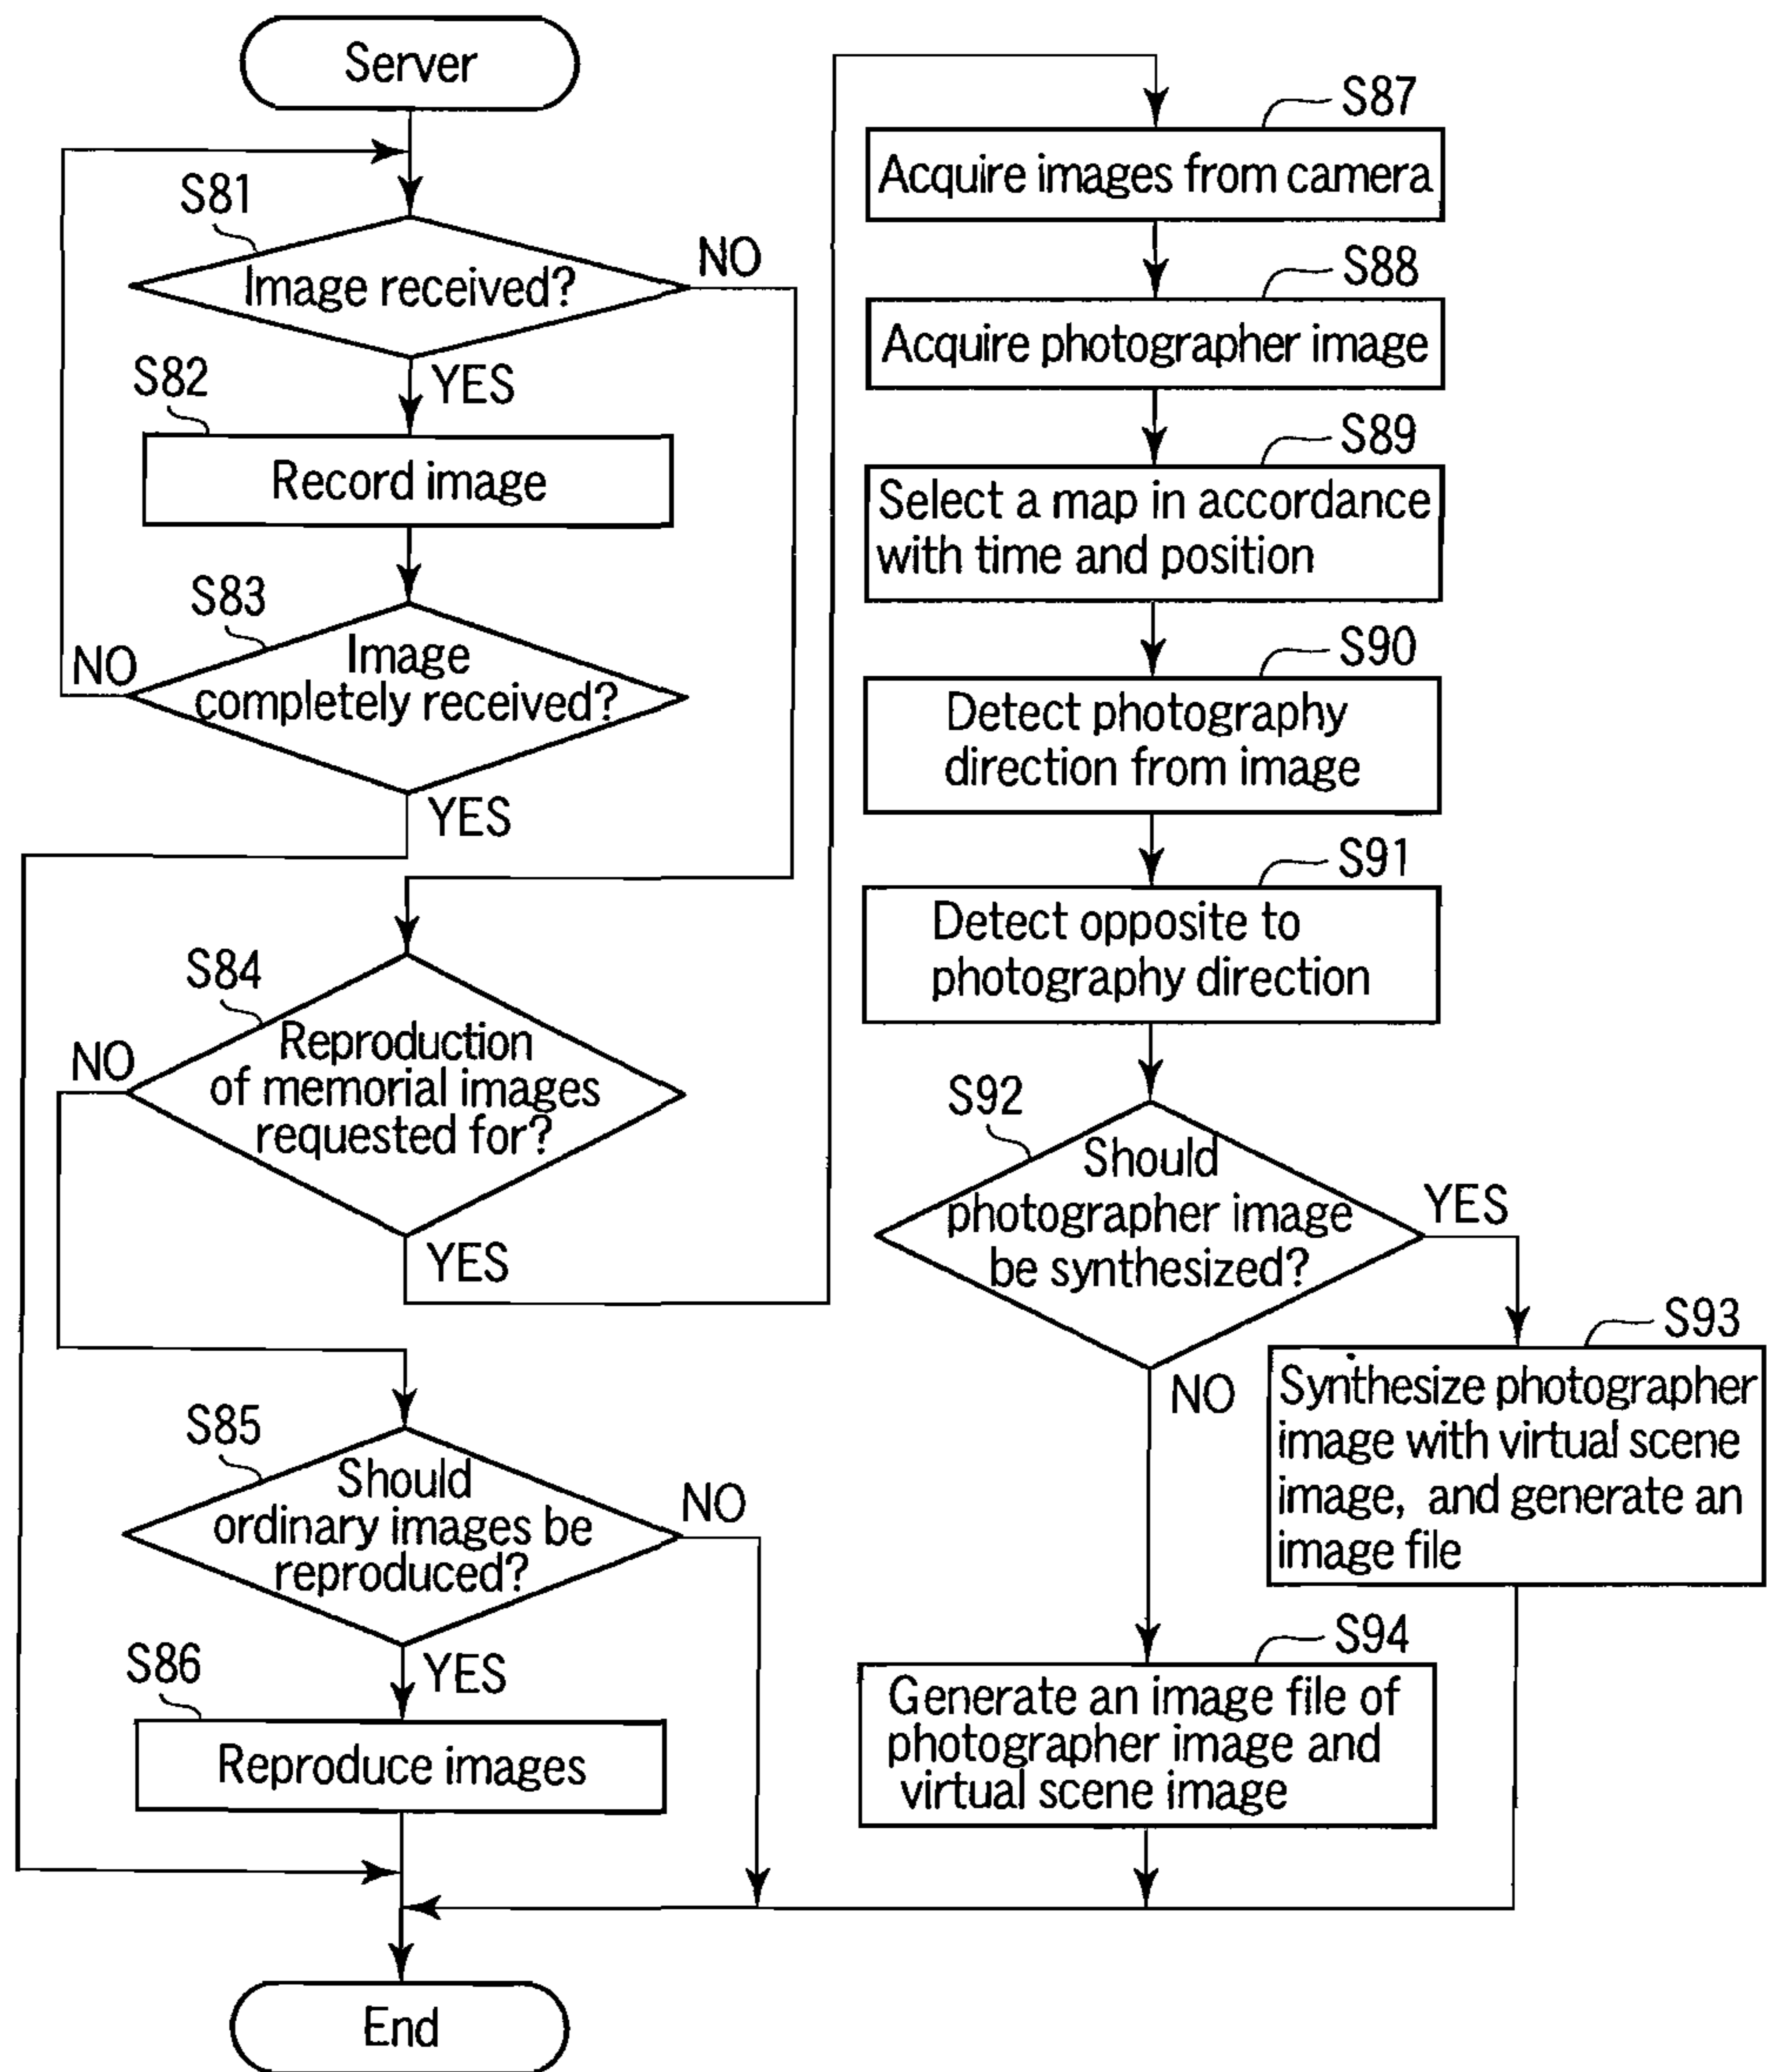 Server
S81
Image received?
NO
YES
S82
Record image
S83
Image
completely received?
NO
YES
S84
Reproduction
of memorial images
requested for?
NO
YES
S85
Should
ordinary images be
reproduced?
NO
YES
S86
Reproduce images
End
S87
Acquire images from camera
S88
Acquire photographer image
S89
Select a map in accordance
with time and position
S90
Detect photography
direction from image
S91
Detect opposite to
photography direction
S92
Should
photographer image
be synthesized?
YES
NO
S93
Synthesize photographer
image with virtual scene
image, and generate an
image file
S94
Generate an image file of
photographer image and
virtual scene image